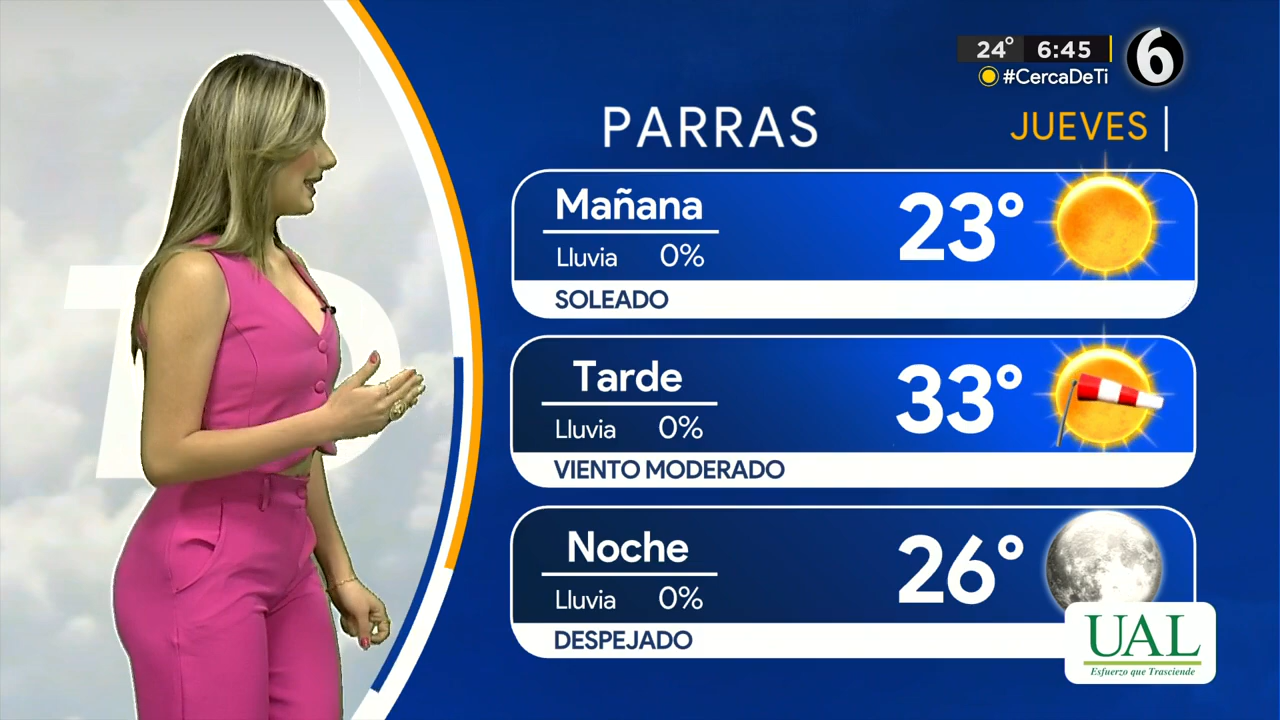 24° 6:45
6
#CercaDeTi
PARRAS
JUEVES
Mañana
23°
Lluvia 0%
SOLEADO
Tarde
33°
Lluvia 0%
VIENTO MODERADO
Noche
26°
Lluvia 0%
DESPEJADO
UAL
Esfuerzo que Trasciende